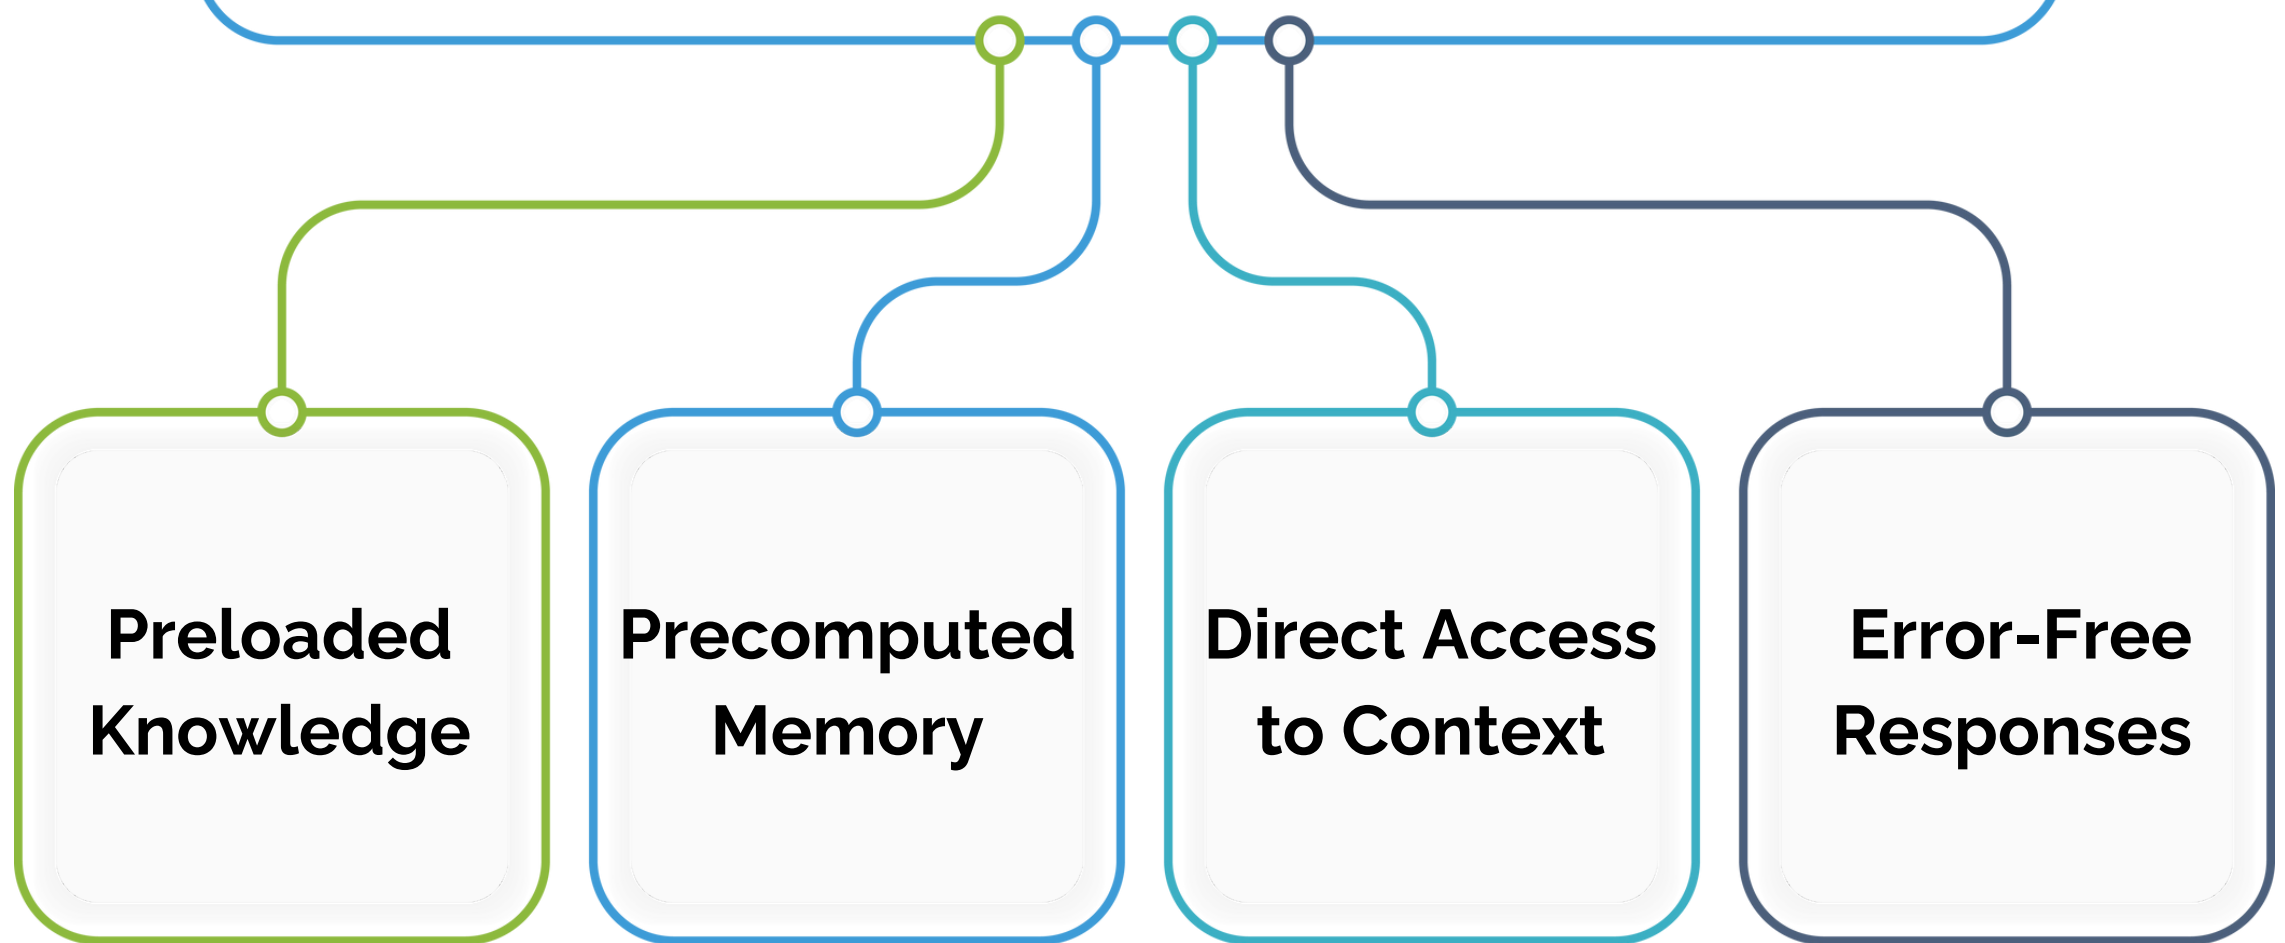 Preloaded
Knowledge
Precomputed
Memory
Direct Access
to Context
Error-Free
Responses